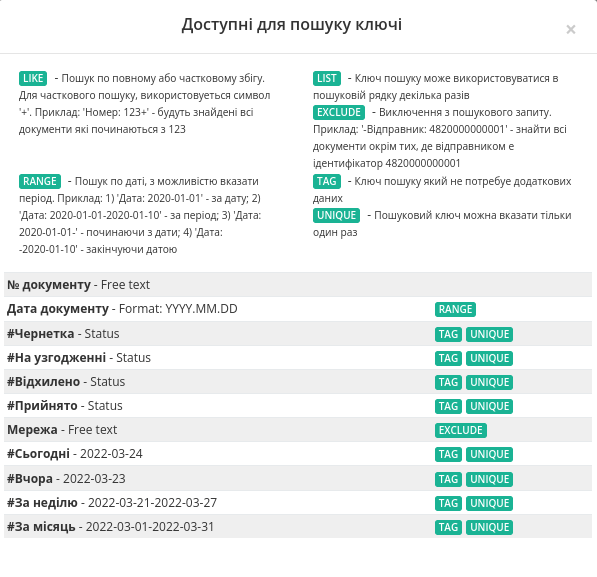 Доступні для пошуку ключі
×
LIKE - Пошук по повному або частковому збігу.
Для часткового пошуку, використовуеться символ
'+'. Приклад: 'Номер: 123+' - будуть знайдені всі
документи які починаються з 123
LIST - Ключ пошуку може використовуватися в
пошуковій рядку декілька разів
EXCLUDE - Виключення з пошукового запиту.
Приклад: '-Відправник: 4820000000001' - знайти всі
документи окрім тих, де відправником є
ідентифікатор 4820000000001
RANGE - Пошук по даті, з можливістю вказати
період. Приклад: 1) 'Дата: 2020-01-01' - за дату; 2)
'Дата: 2020-01-01-2020-01-10' - за період; 3) 'Дата:
2020-01-01-' - починаючи з дати; 4) 'Дата:
-2020-01-10' - закінчуючи датою
TAG - Ключ пошуку який не потребує додаткових
даних
UNIQUE - Пошуковий ключ можна вказати тільки
один раз
№ документу - Free text
Дата документу - Format: YYYY.MM.DD RANGE
#Чернетка - Status TAG UNIQUE
#На узгодженні - Status TAG UNIQUE
#Відхилено - Status TAG UNIQUE
#Прийнято - Status TAG UNIQUE
Мережа - Free text EXCLUDE
#Сьогодні - 2022-03-24 TAG UNIQUE
#Вчора - 2022-03-23 TAG UNIQUE
#За неділю - 2022-03-21-2022-03-27 TAG UNIQUE
#За місяць - 2022-03-01-2022-03-31 TAG UNIQUE